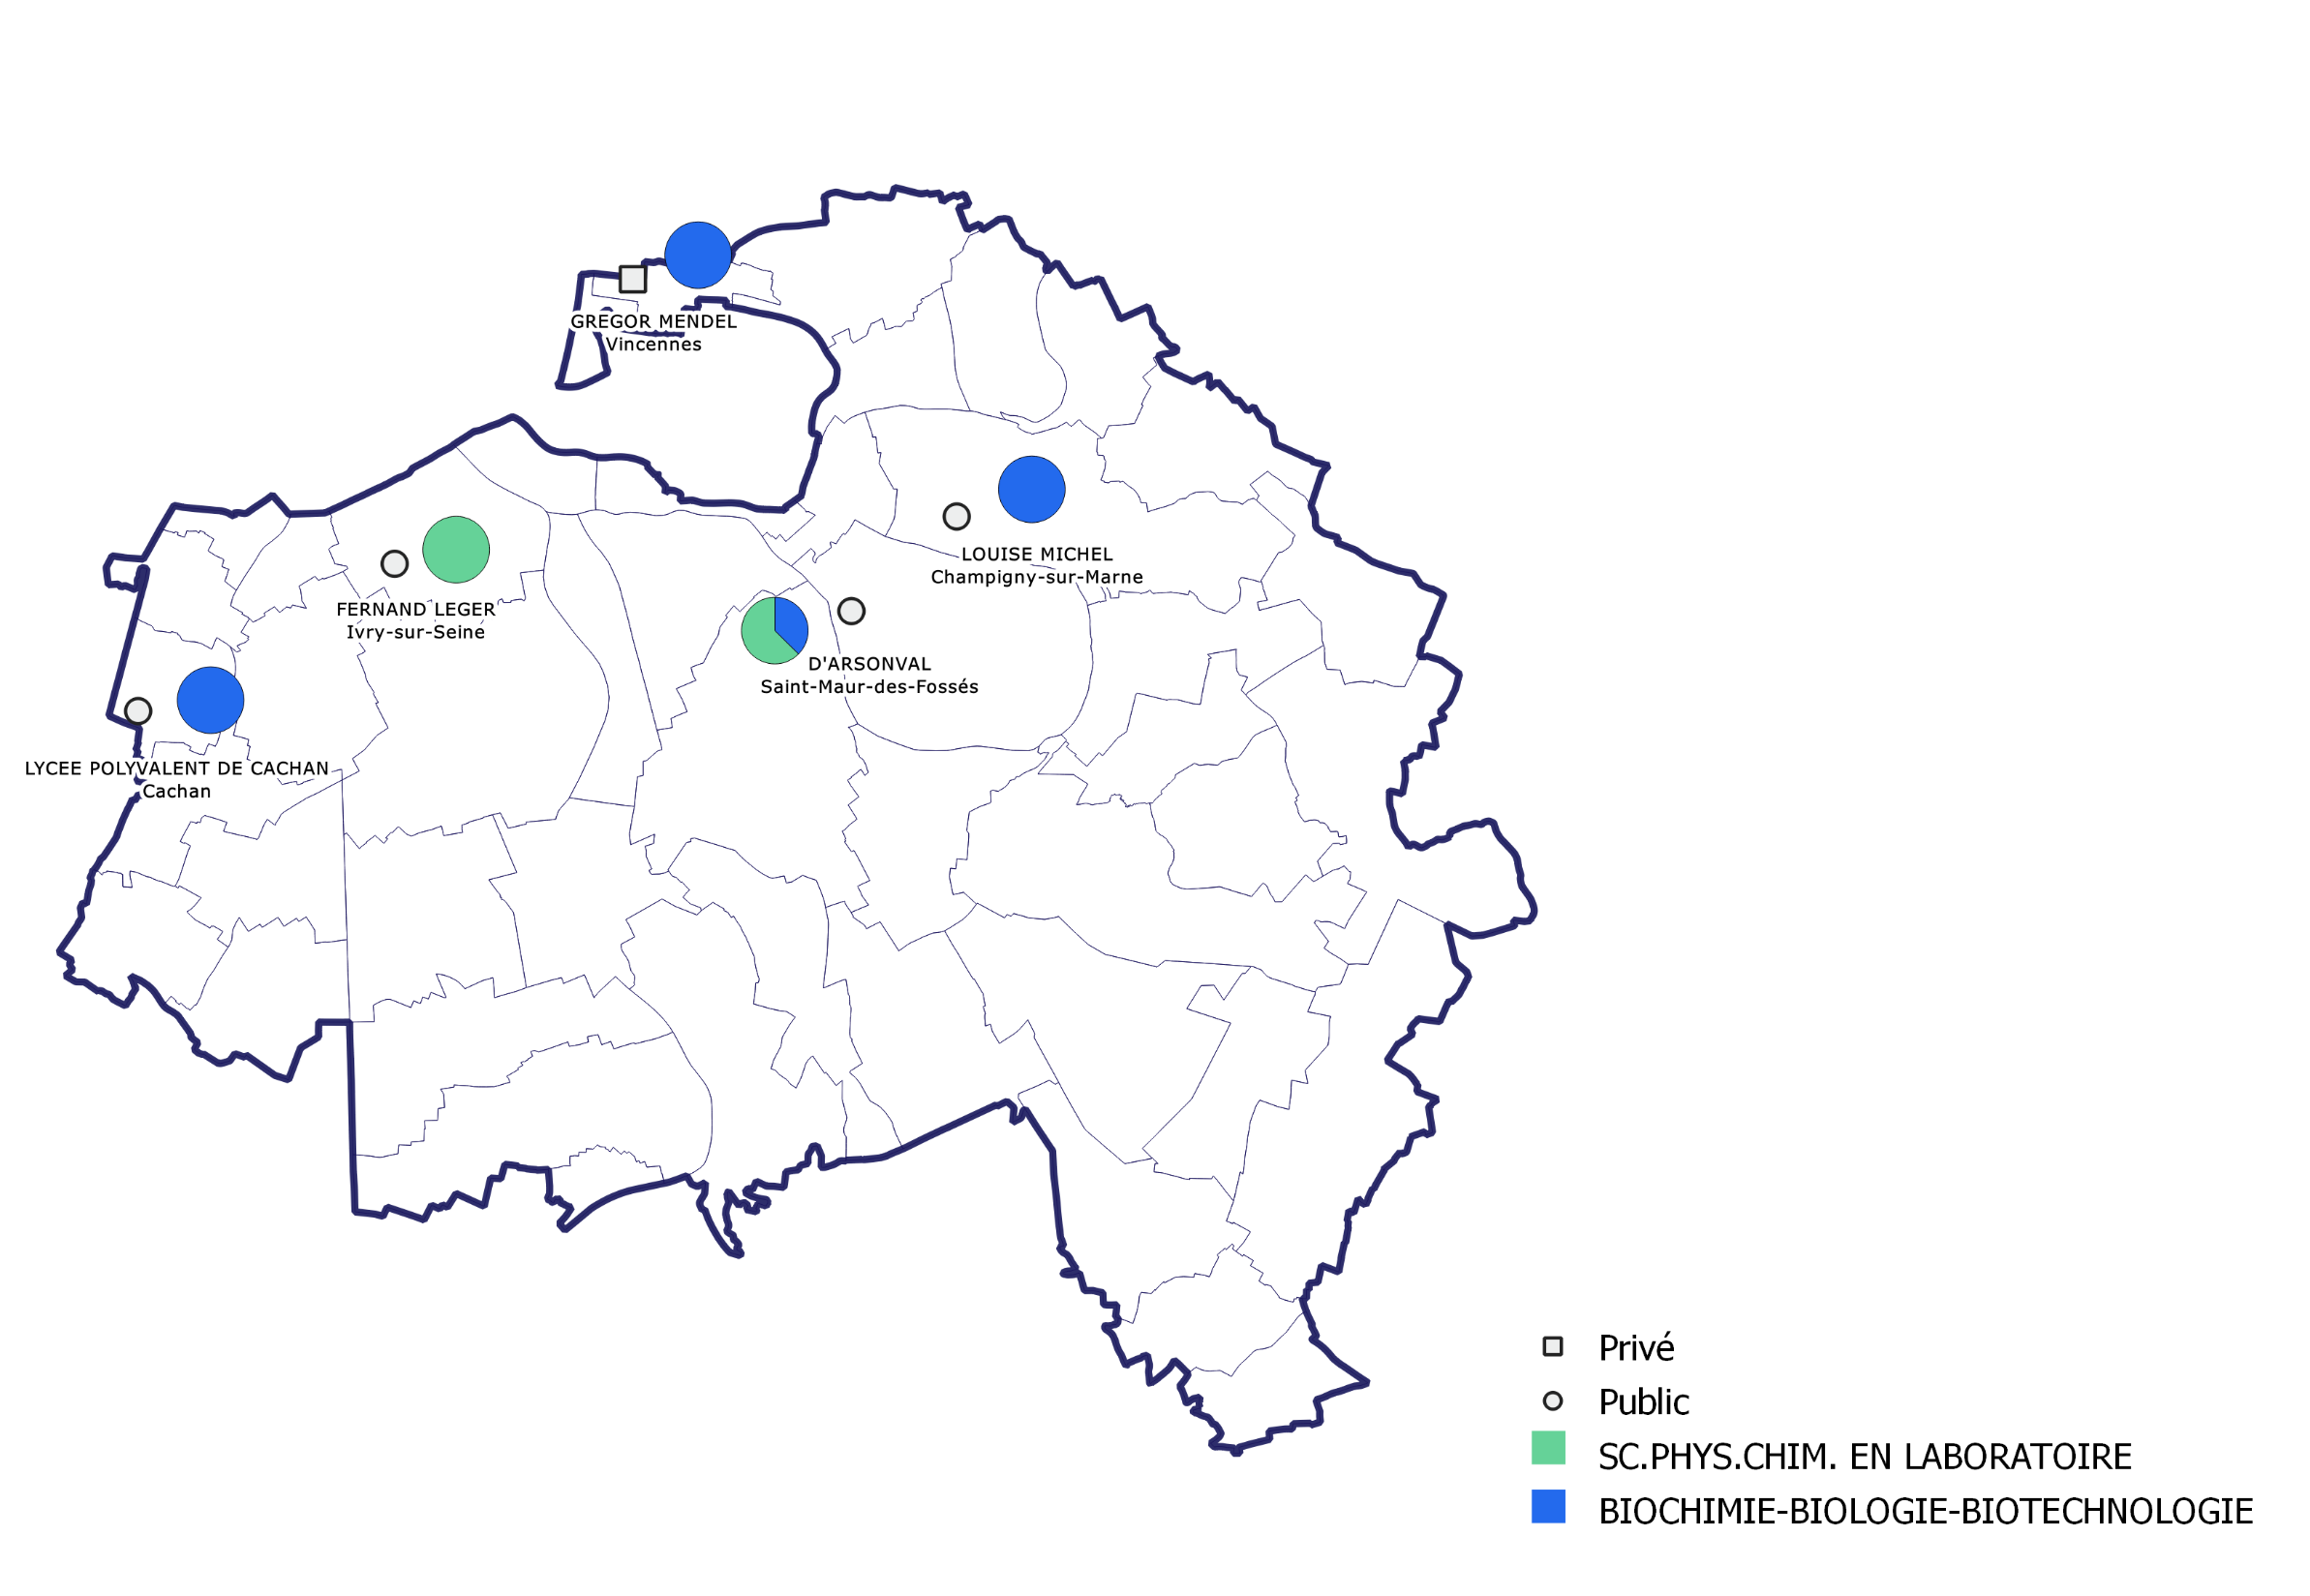 GREGOR MENDEL
Vincennes
LOUISE MICHEL
Champigny-sur-Marne
FERNAND LEGER
Ivry-sur-Seine
D'ARSONVAL
Saint-Maur-des-Fossés
LYCEE POLYVALENT DE CACHAN
Cachan
Privé
Public
SC.PHYS.CHIM. EN LABORATOIRE
BIOCHIMIE-BIOLOGIE-BIOTECHNOLOGIE